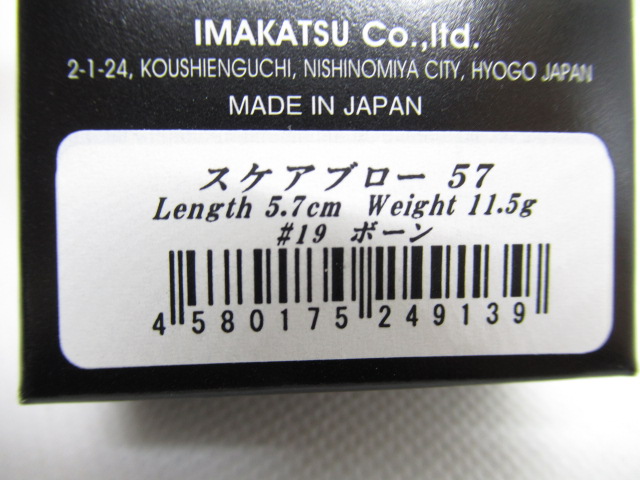 IMAKATSU Co.,ltd.
2-1-24, KOUSHIENGUCHI, NISHINOMIYA CITY, HYOGO JAPAN
MADE IN JAPAN
スケアブロー 57
Length 5.7cm Weight 11.5g
#19 ボーン
4 580175 249139